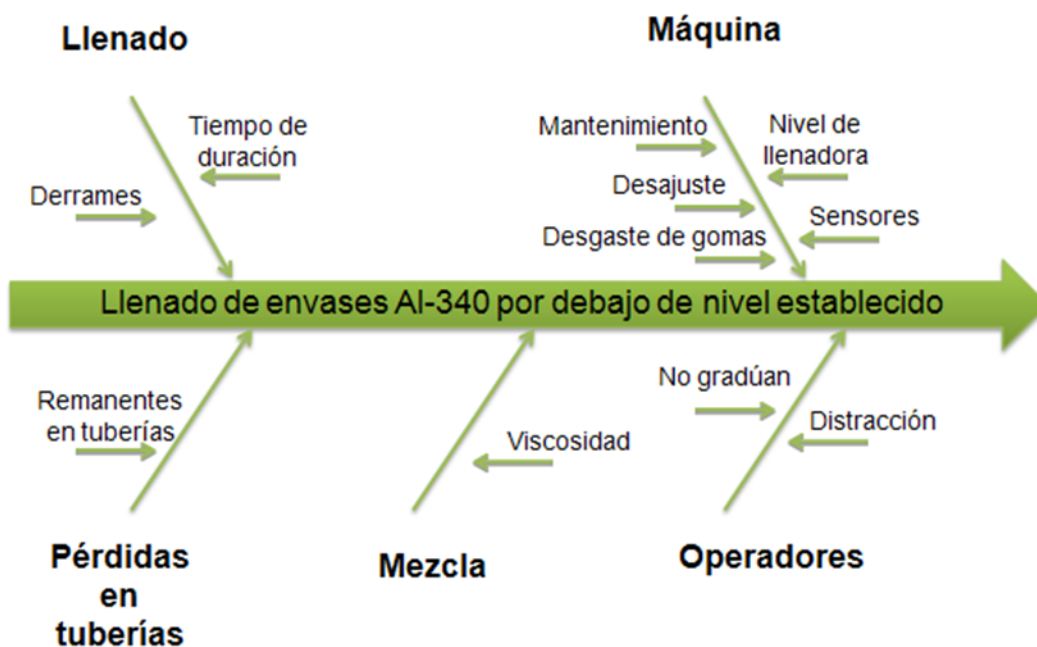 Llenado
Máquina
Tiempo de
duración
Derrames
Mantenimiento
Nivel de
llenadora
Desajuste
Sensores
Desgaste de gomas
Llenado de envases Al-340 por debajo de nivel establecido
Remanentes
en tuberías
Viscosidad
No gradúan
Distracción
Pérdidas
en
tuberías
Mezcla
Operadores